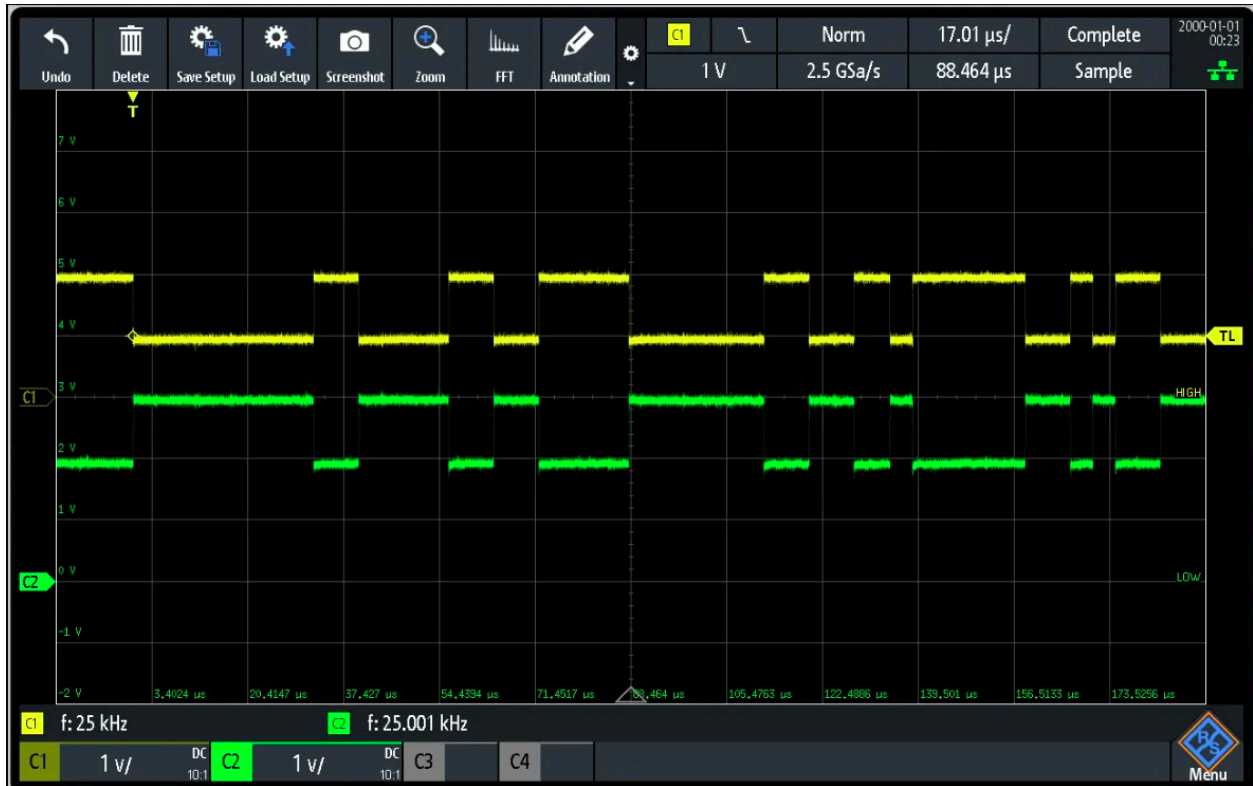 C1 Norm 17.01 µs/ Complete 2000-01-01
00:23
Undo Delete Save Setup Load Setup Screenshot Zoom FFT Annotation
1 V 2.5 GSa/s 88.464 µs Sample
T
7 V
6 V
5 V
4 V
TL
3 V
C1
HIGH
2 V
1 V
0 V
C2
LOW
-1 V
-2 V 3.4024 µs 20.4147 µs 37.427 µs 54.4394 µs 71.4517 µs 88.464 µs 105.4763 µs 122.4886 µs 139.501 µs 156.5133 µs 173.5256 µs
C1 f: 25 kHz C2 f: 25.001 kHz
C1 1 V/ DC 10:1 C2 1 V/ DC 10:1 C3 C4
R&S
Menu